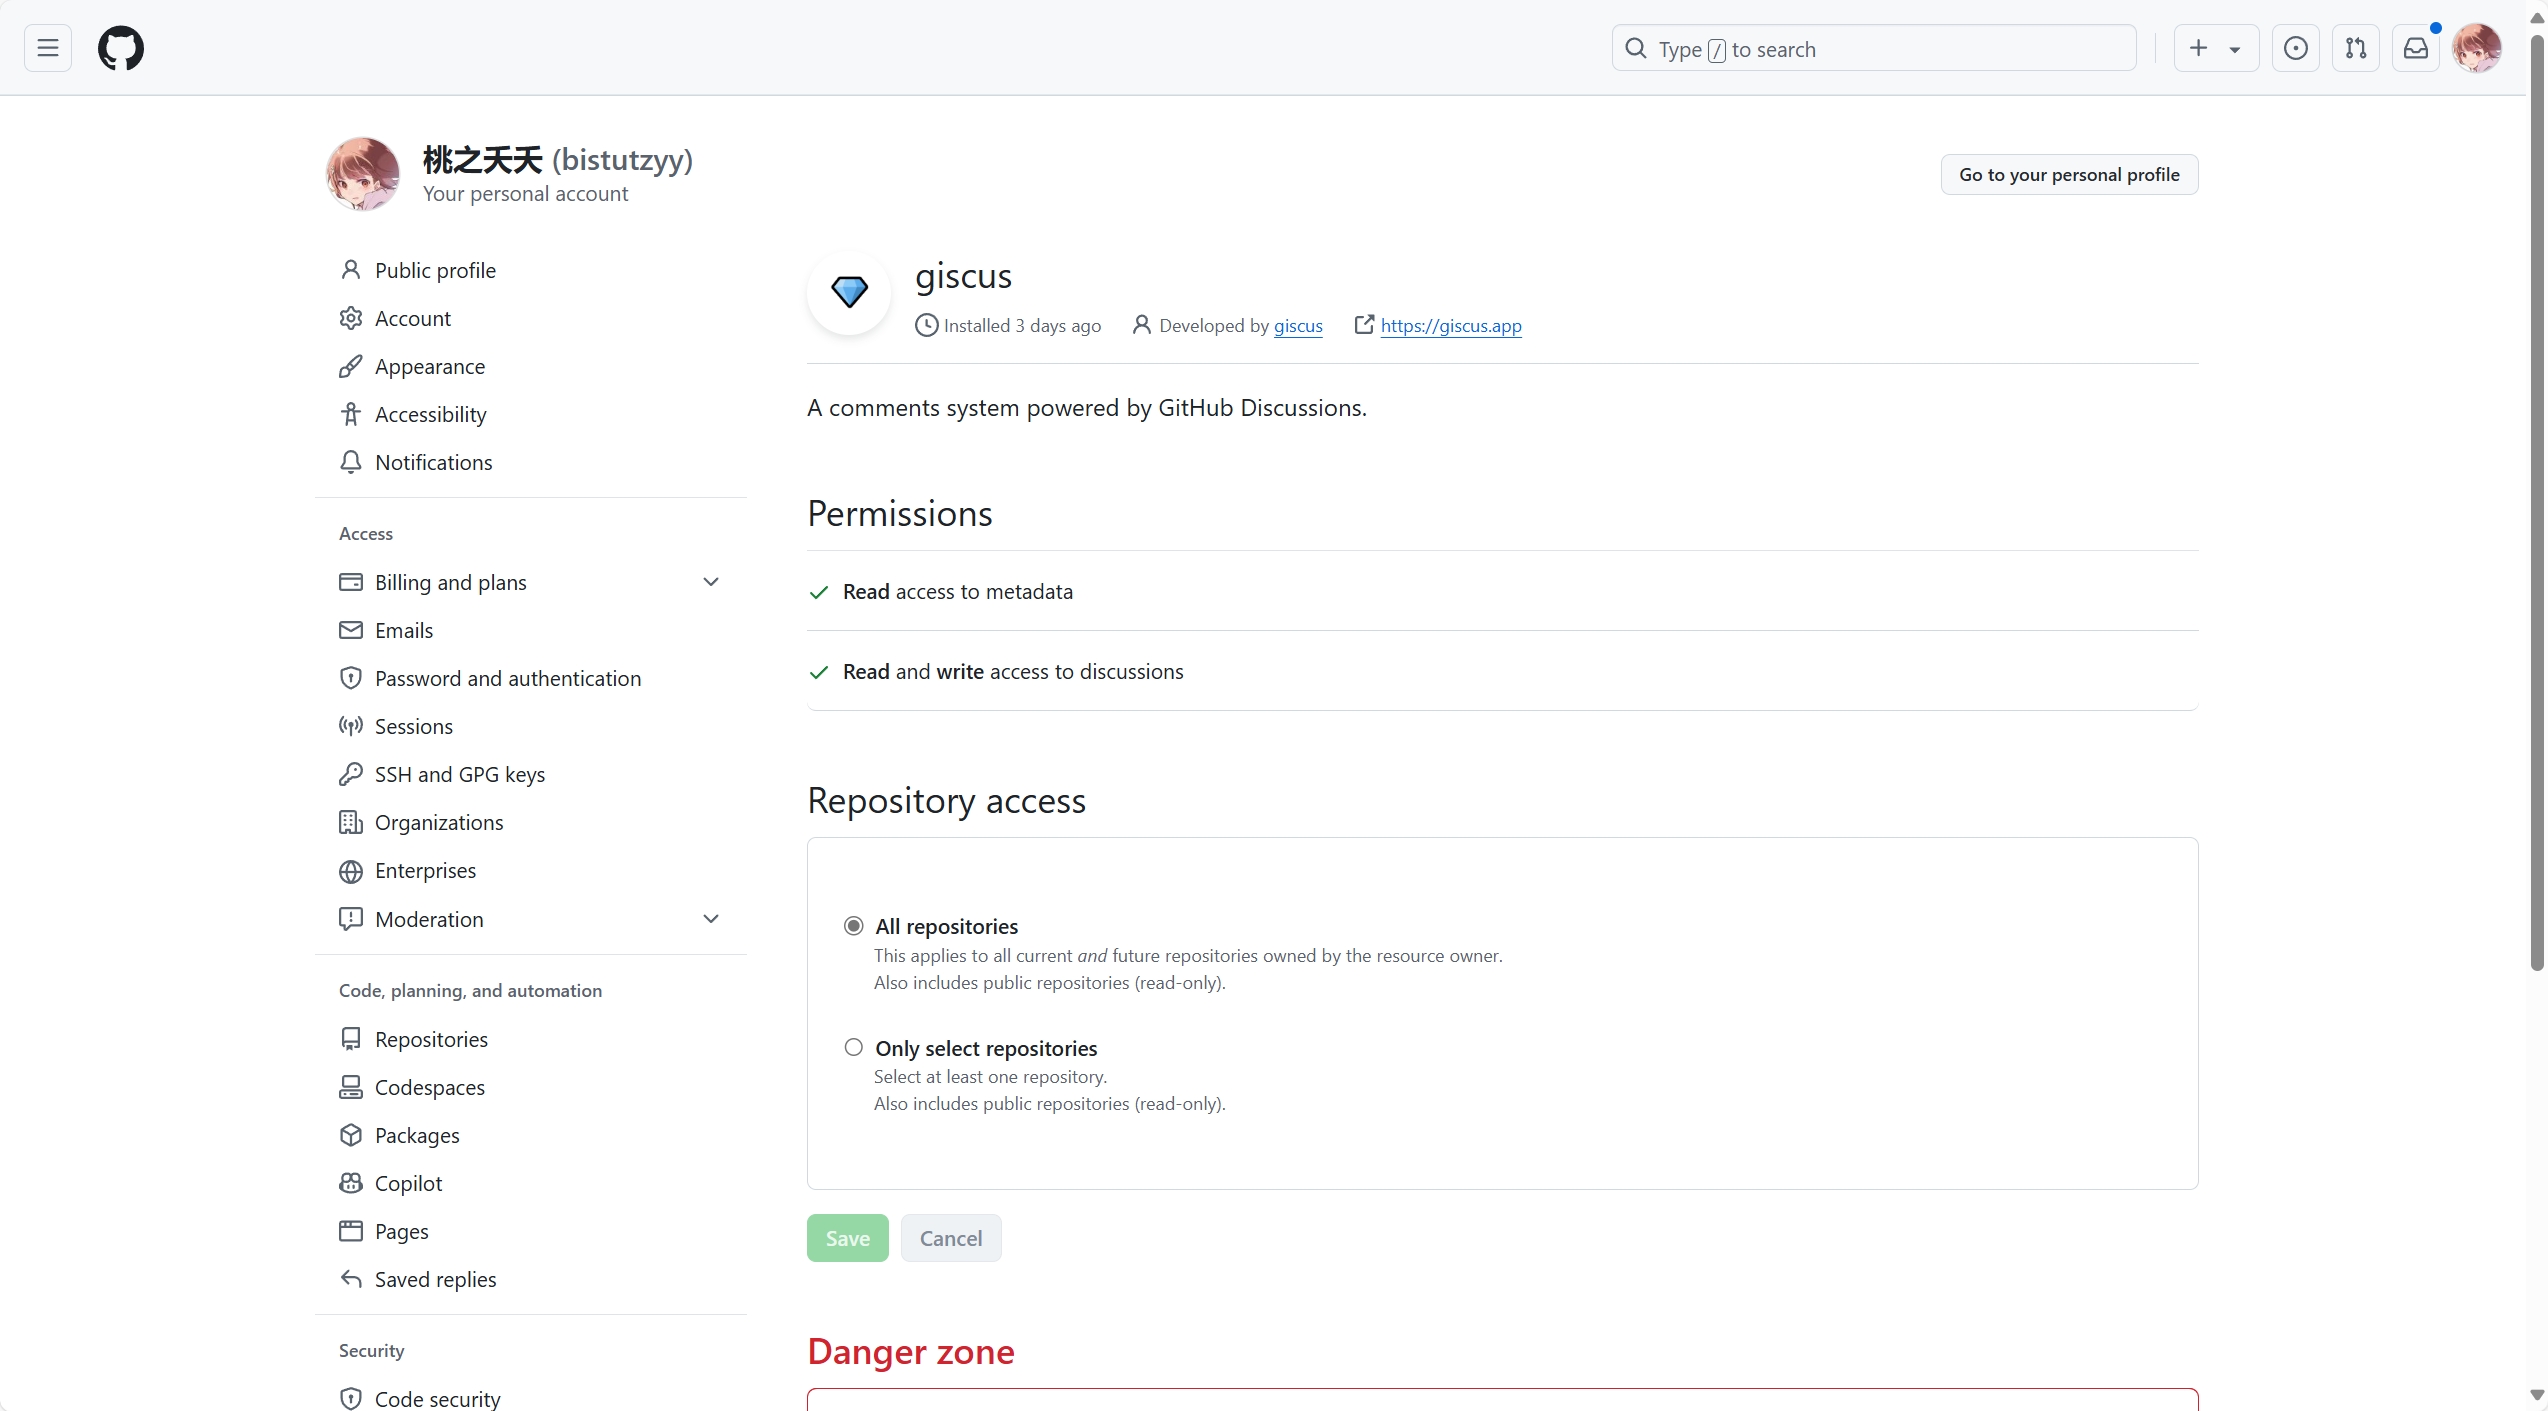 Type / to search
桃之夭夭 (bistutzyy)
Your personal account
Go to your personal profile
Public profile
Account
Appearance
Accessibility
Notifications
Access
Billing and plans
Emails
Password and authentication
Sessions
SSH and GPG keys
Organizations
Enterprises
Moderation
Code, planning, and automation
Repositories
Codespaces
Packages
Copilot
Pages
Saved replies
Security
Code security
giscus
Installed 3 days ago Developed by giscus https://giscus.app
A comments system powered by GitHub Discussions.
Permissions
Read access to metadata
Read and write access to discussions
Repository access
All repositories
This applies to all current and future repositories owned by the resource owner.
Also includes public repositories (read-only).
Only select repositories
Select at least one repository.
Also includes public repositories (read-only).
Save Cancel
Danger zone